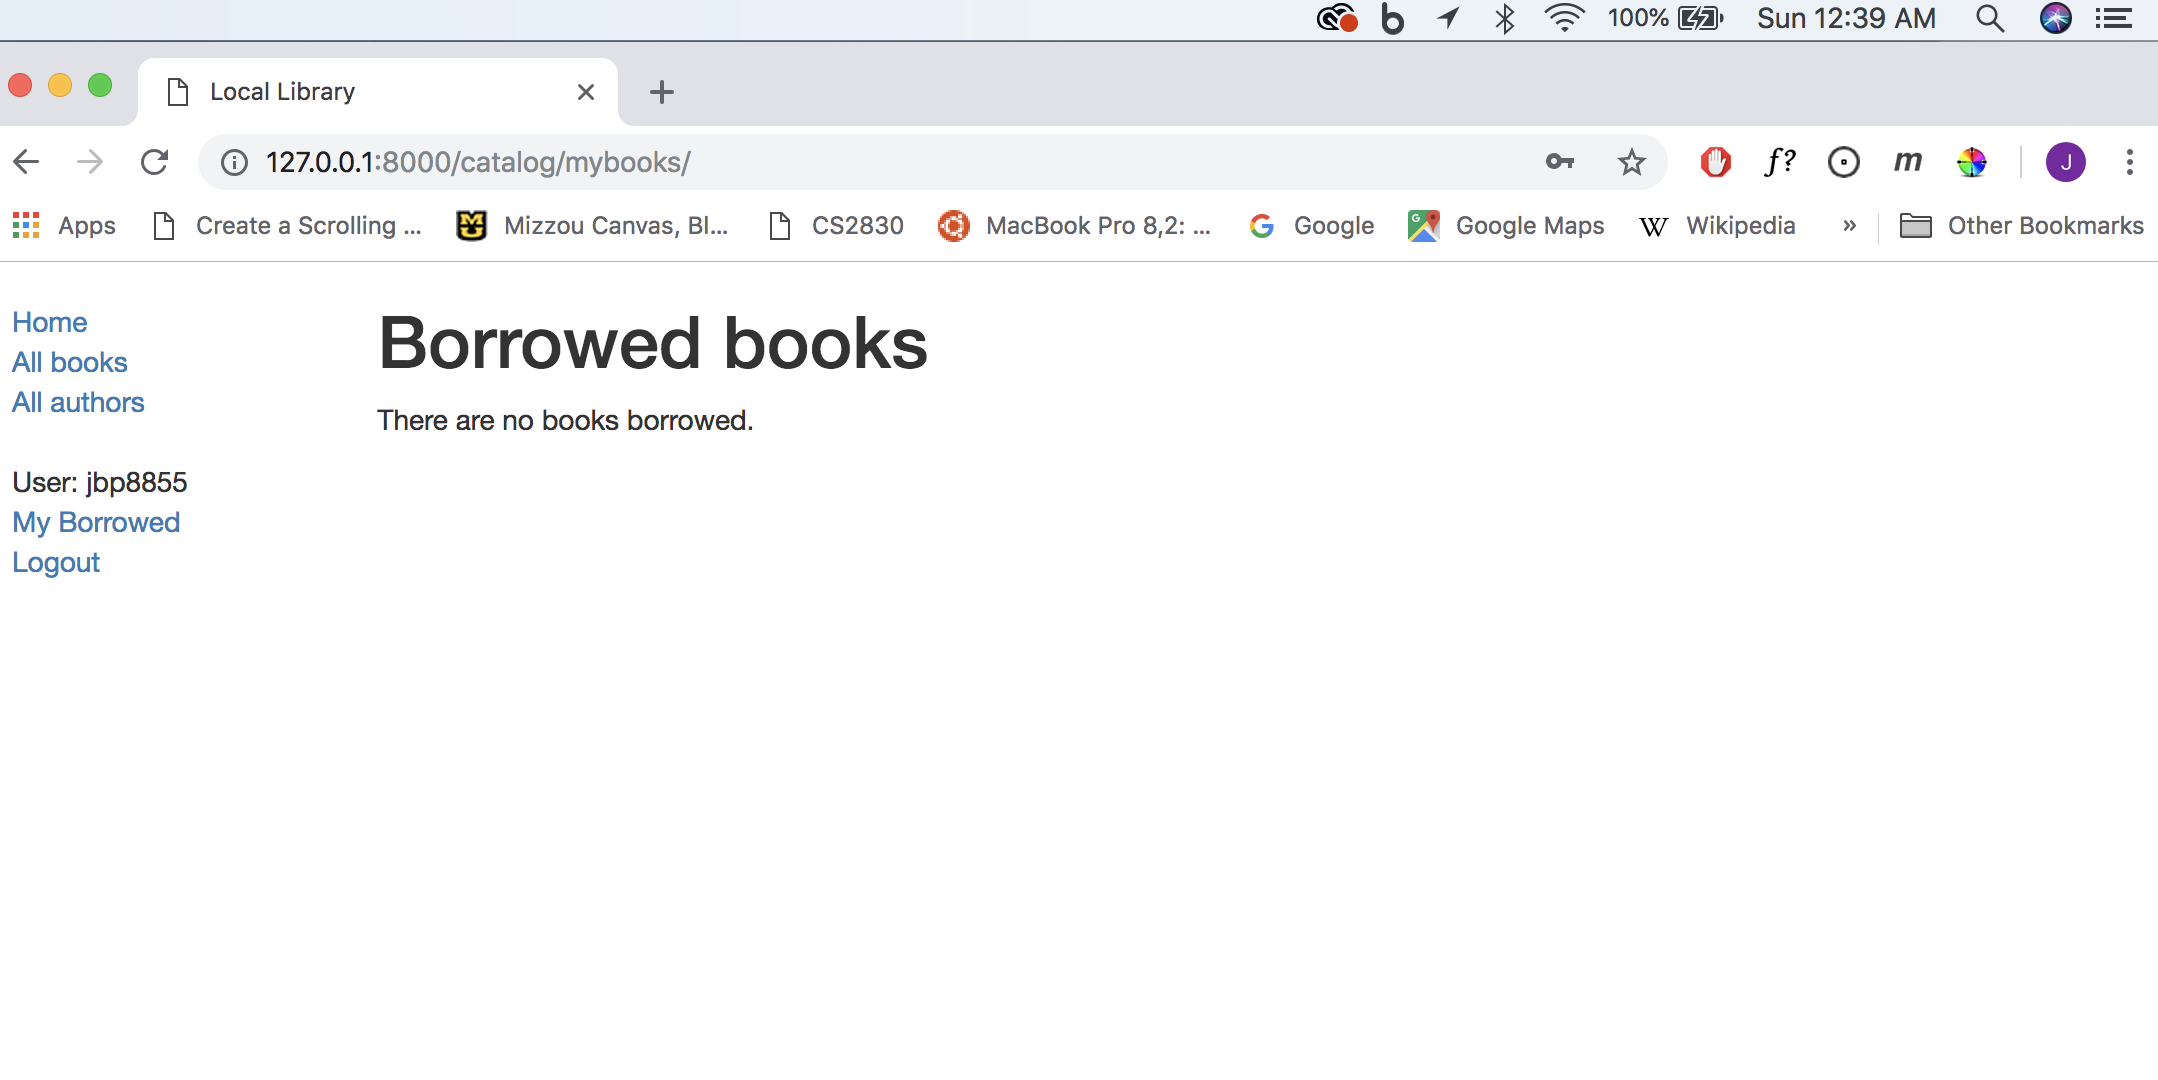 100% Sun 12:39 AM
Local Library
127.0.0.1:8000/catalog/mybooks/
f? m J
Apps Create a Scrolling ... Mizzou Canvas, Bl... CS2830 MacBook Pro 8,2: ... Google Google Maps Wikipedia » Other Bookmarks
Home
All books
All authors
User: jbp8855
My Borrowed
Logout
Borrowed books
There are no books borrowed.